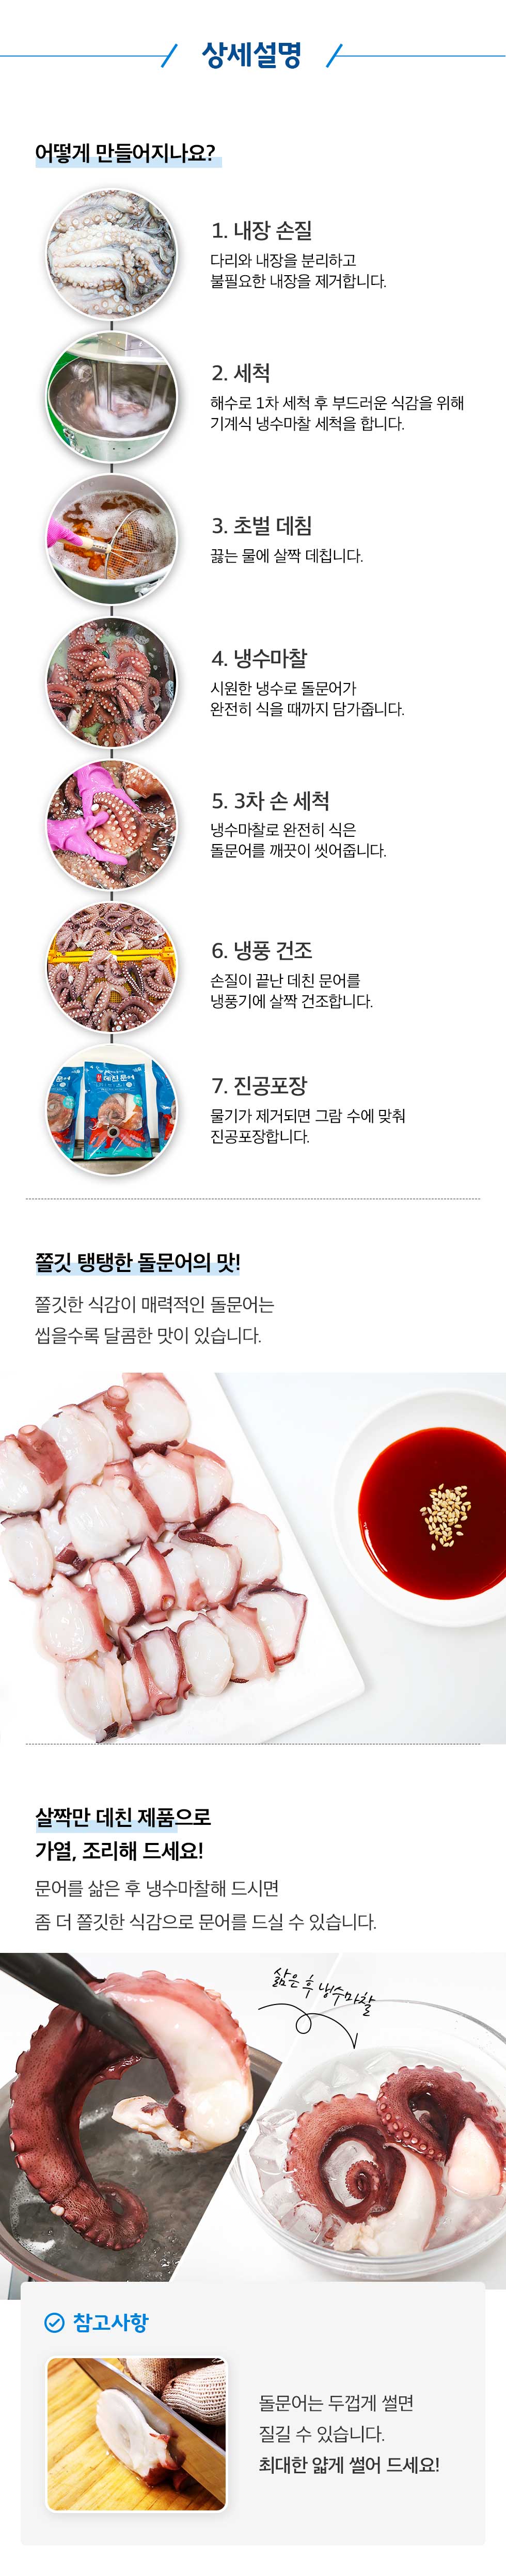 상세설명
어떻게 만들어지나요?
1. 내장 손질
다리와 내장을 분리하고
불필요한 내장을 제거합니다.
2. 세척
해수로 1차 세척 후 부드러운 식감을 위해
기계식 냉수마찰 세척을 합니다.
3. 초벌 데침
끓는 물에 살짝 데칩니다.
4. 냉수마찰
시원한 냉수로 돌문어가
완전히 식을 때까지 담가줍니다.
5. 3차 손 세척
냉수마찰로 완전히 식은
돌문어를 깨끗이 씻어줍니다.
6. 냉풍 건조
손질이 끝난 데친 문어를
냉풍기에 살짝 건조합니다.
7. 진공포장
물기가 제거되면 그람 수에 맞춰
진공포장합니다.
쫄깃 탱탱한 돌문어의 맛!
쫄깃한 식감이 매력적인 돌문어는
씹을수록 달콤한 맛이 있습니다.
살짝만 데친 제품으로
가열, 조리해 드세요!
문어를 삶은 후 냉수마찰해 드시면
좀 더 쫄깃한 식감으로 문어를 드실 수 있습니다.
삶은 후 냉수마찰
참고사항
돌문어는 두껍게 썰면
질길 수 있습니다.
최대한 얇게 썰어 드세요!